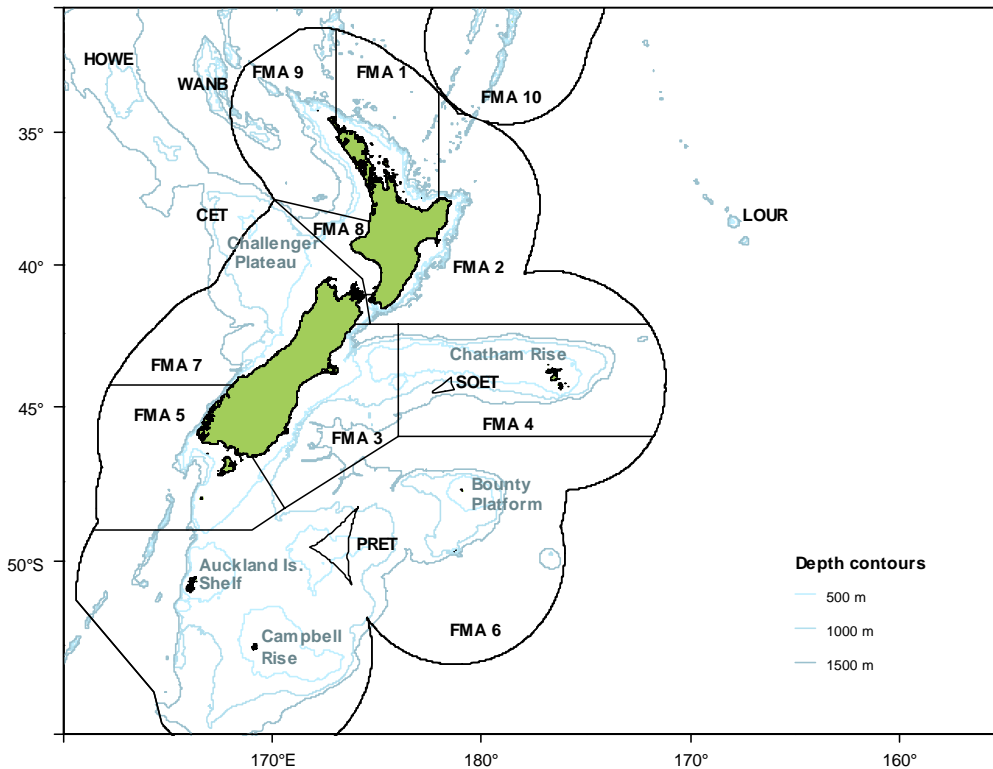 HOWE
WANB
FMA 9
FMA 1
FMA 10
35°
CET
FMA 8
LOUR
Challenger
Plateau
FMA 2
40°
FMA 7
Chatham Rise
SOET
FMA 5
45°
FMA 3
FMA 4
Bounty
Platform
PRET
50°S
Auckland Is.
Shelf
Depth contours
500 m
1000 m
1500 m
FMA 6
Campbell
Rise
170°E
180°
170°
160°